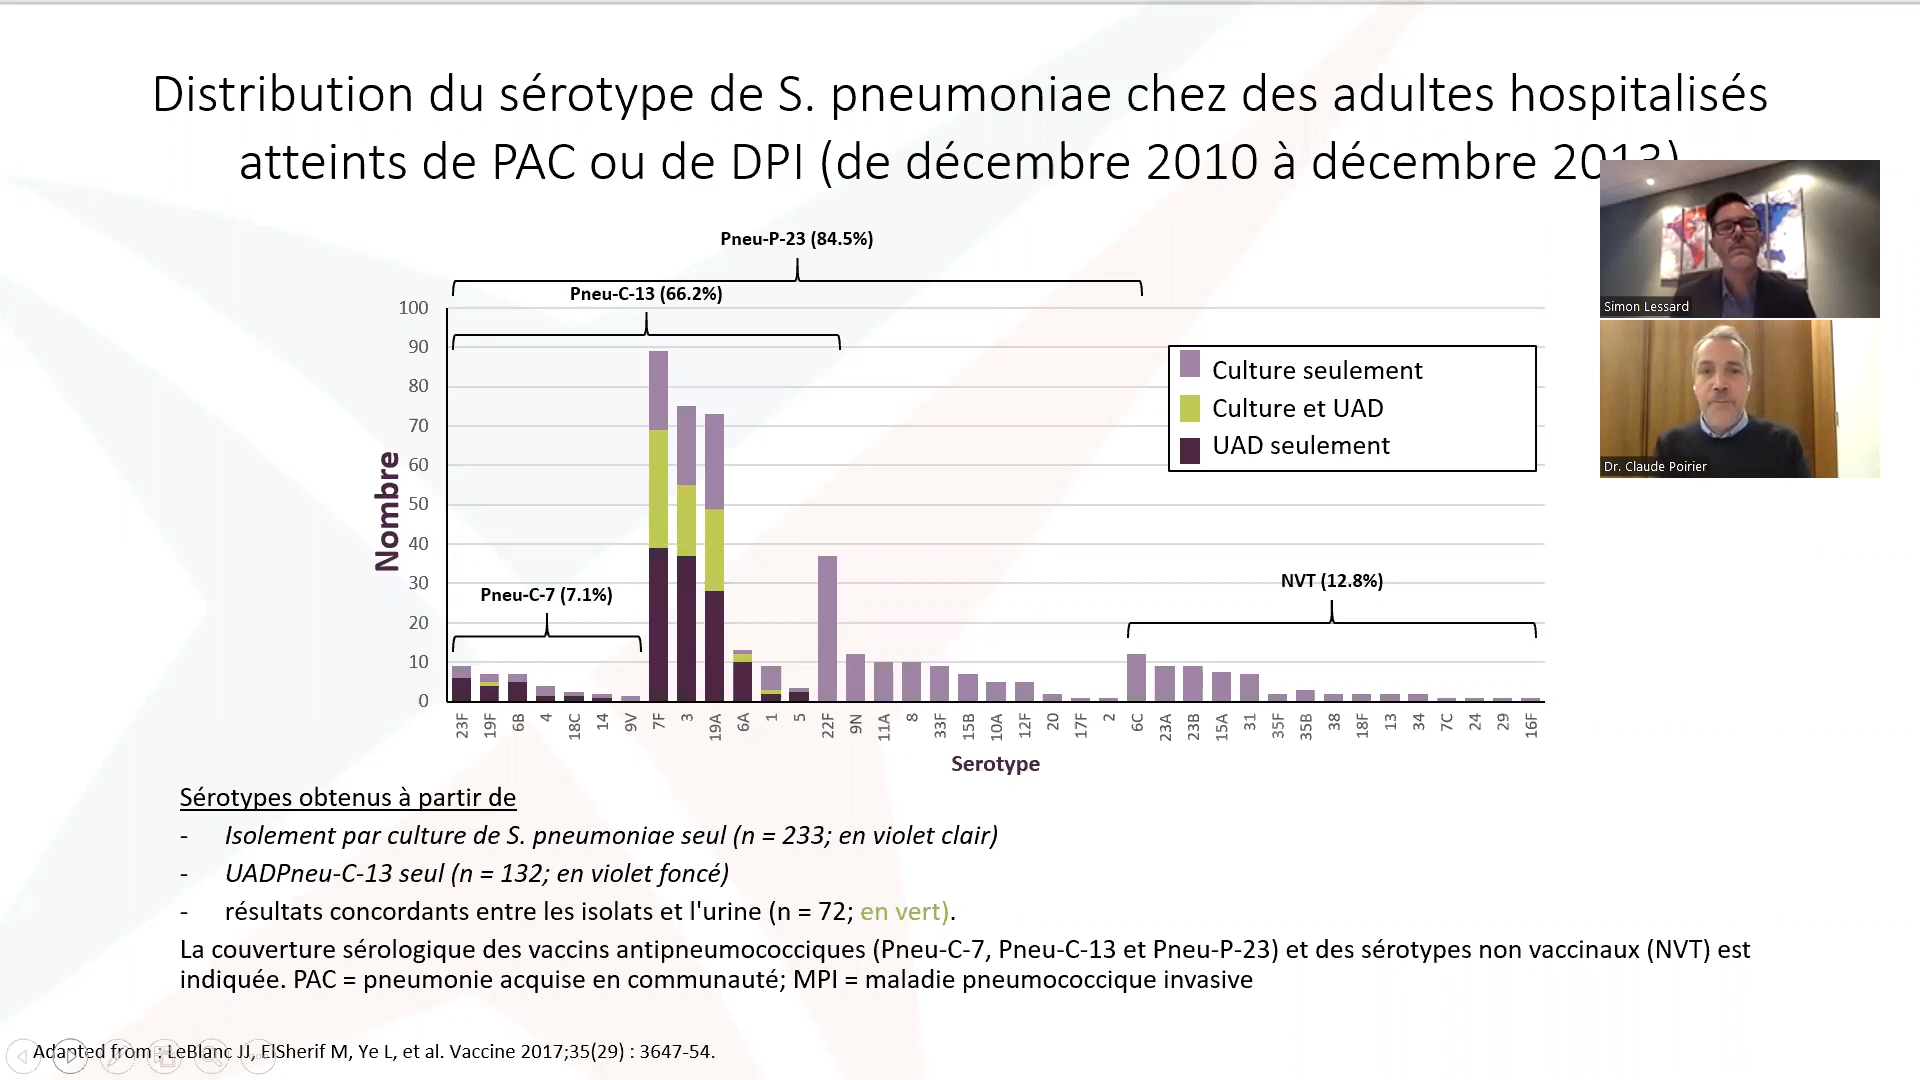 Distribution du sérotype de S. pneumoniae chez des adultes hospitalisés
atteints de PAC ou de DPI (de décembre 2010 à décembre 2013)
Simon Lessard
Dr. Claude Poirier
Pneu-P-23 (84.5%)
Pneu-C-13 (66.2%)
Pneu-C-7 (7.1%)
NVT (12.8%)
Culture seulement
Culture et UAD
UAD seulement
Nombre
100
90
80
70
60
50
40
30
20
10
0
23F 19F 6B 4 18C 14 9V 7F 3 19A 6A 1 5 22F 9N 11A 8 33F 15B 10A 12F 20 17F 2 6C 23A 23B 15A 31 35F 35B 38 18F 13 34 7C 24 29 16F
Serotype
Sérotypes obtenus à partir de
- Isolement par culture de S. pneumoniae seul (n = 233; en violet clair)
- UADPneu-C-13 seul (n = 132; en violet foncé)
- résultats concordants entre les isolats et l'urine (n = 72; en vert).
La couverture sérologique des vaccins antipneumococciques (Pneu-C-7, Pneu-C-13 et Pneu-P-23) et des sérotypes non vaccinaux (NVT) est
indiquée. PAC = pneumonie acquise en communauté; MPI = maladie pneumococcique invasive
Adapted from : LeBlanc JJ, ElSherif M, Ye L, et al. Vaccine 2017;35(29) : 3647-54.